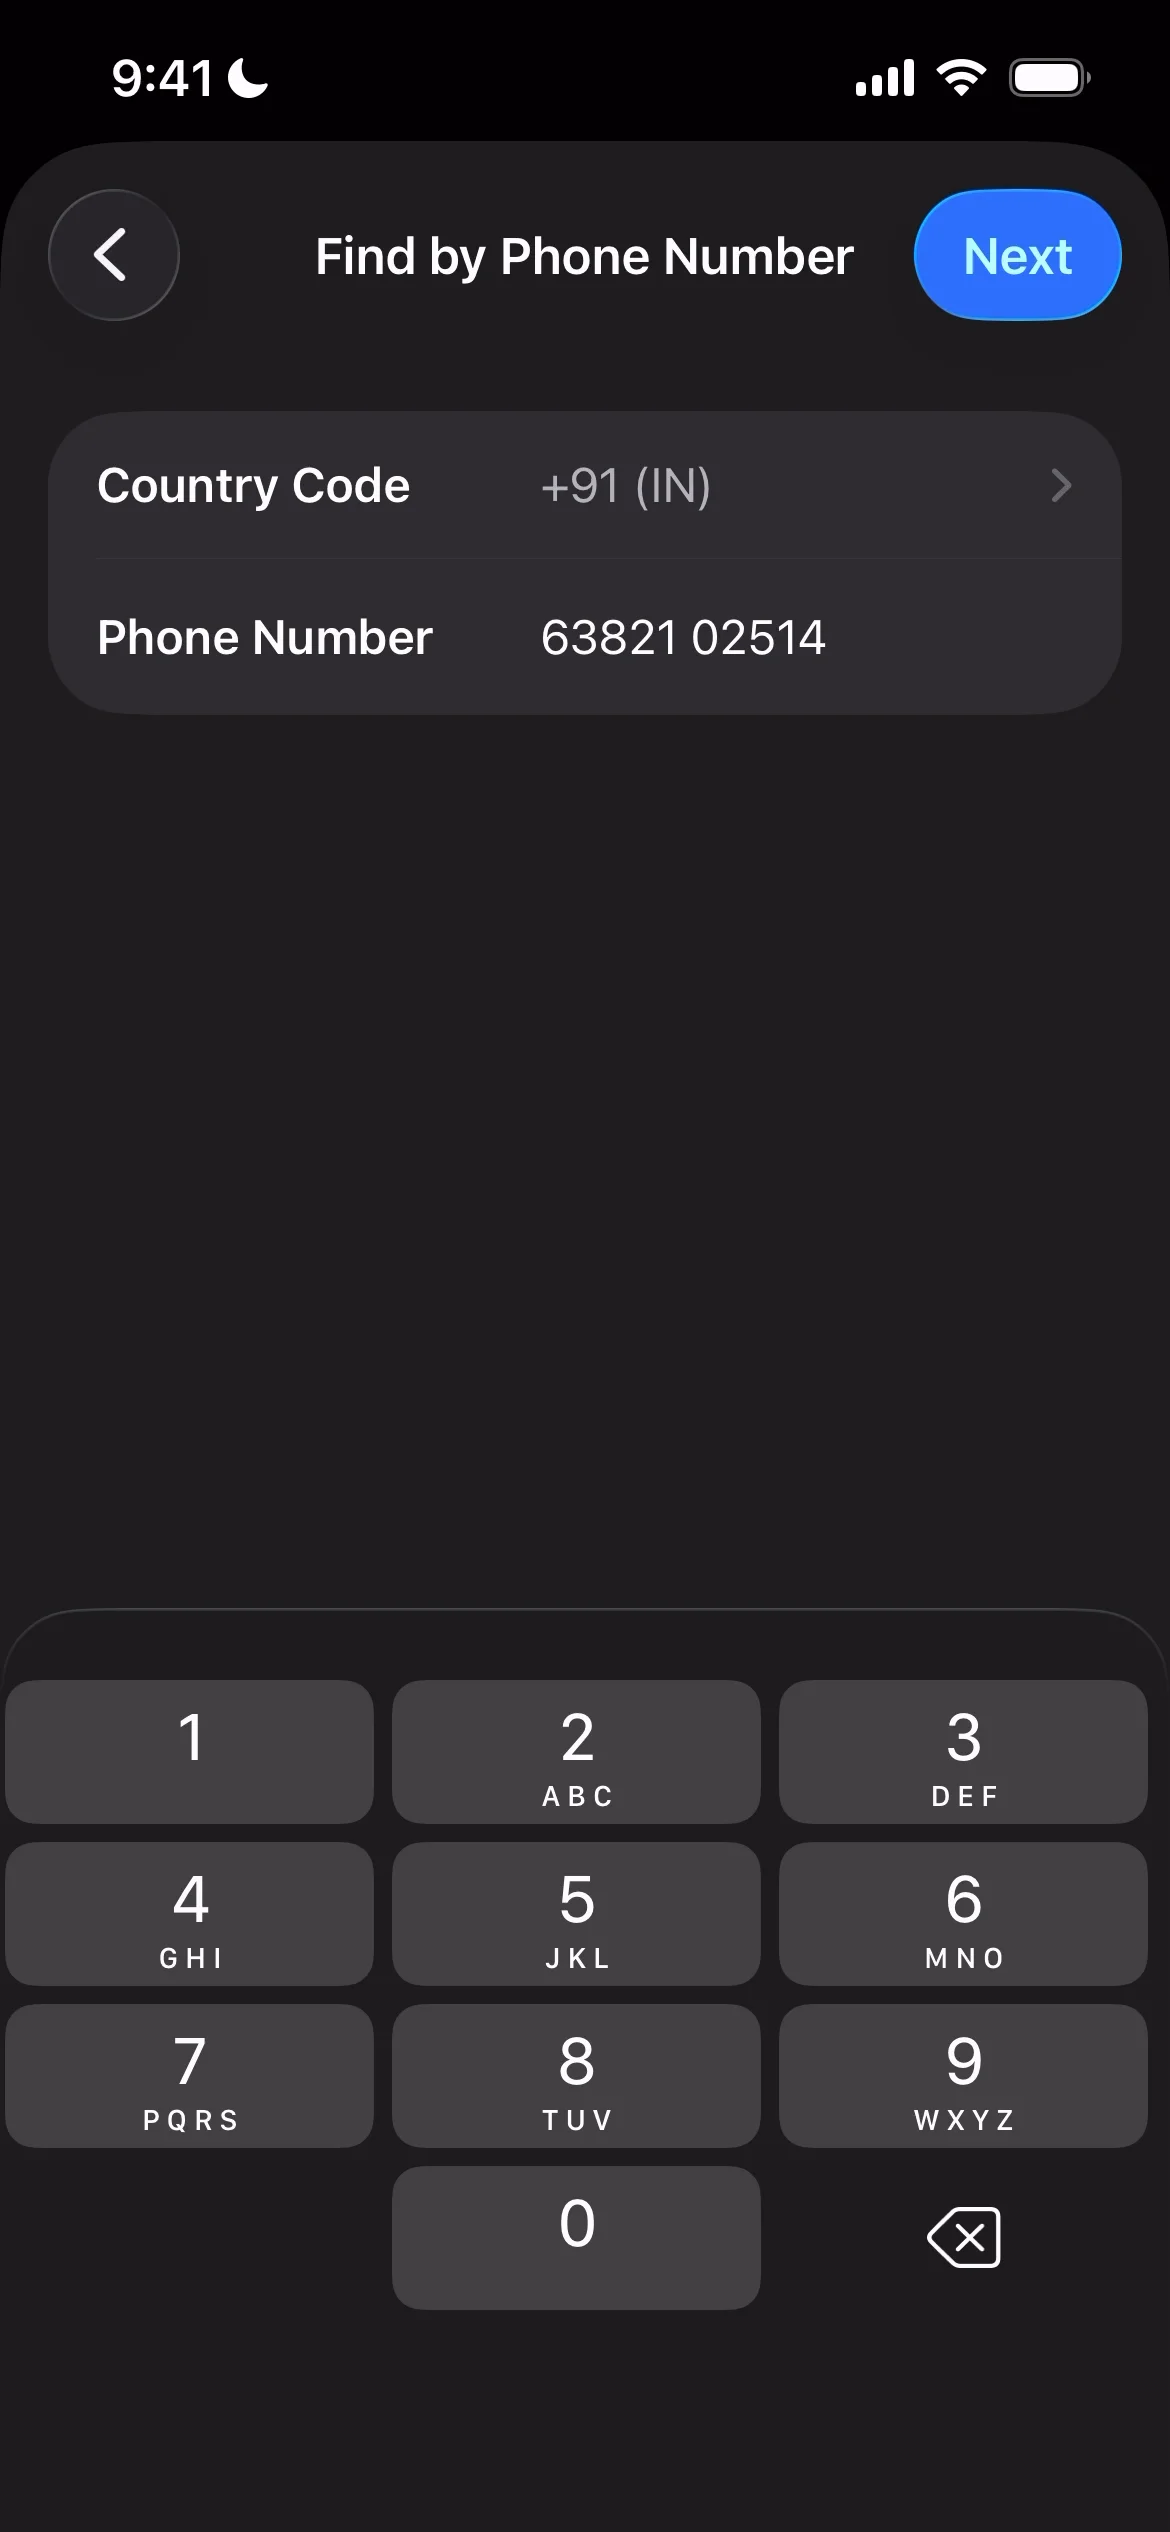 9:41
Find by Phone Number
Next
Country Code +91 (IN)
Phone Number 63821 02514
1 2 3
ABC DEF
4 5 6
GHI JKL MNO
7 8 9
PQRS TUV WXYZ
0